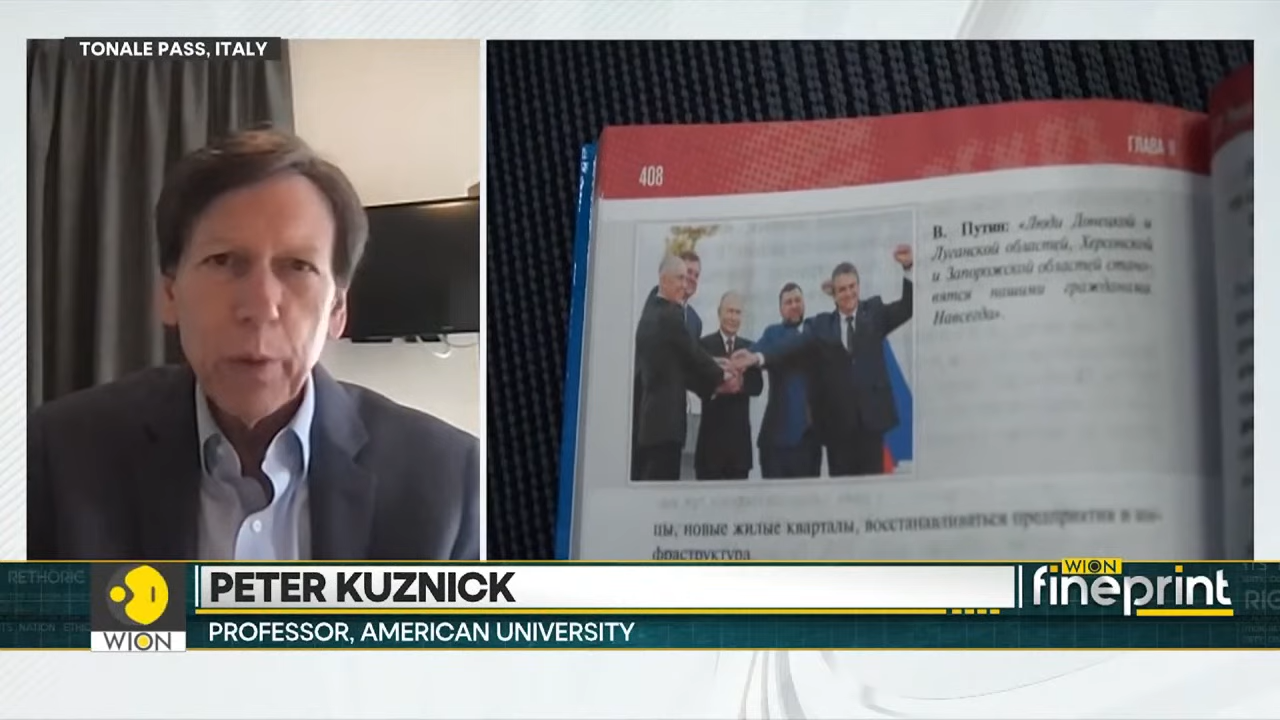 TONALE PASS, ITALY
408
ГЛАВА
В. Путин: «Люди Донецкой и
Луганской областей, Херсонской
и Запорожской областей стано-
вятся нашими гражданами.
Навсегда».
цы, новые жилые кварталы, восстанавливаться предприятия и ин-
фраструктура
RETHORIC
WION
PETER KUZNICK
PROFESSOR, AMERICAN UNIVERSITY
WION
fineprint